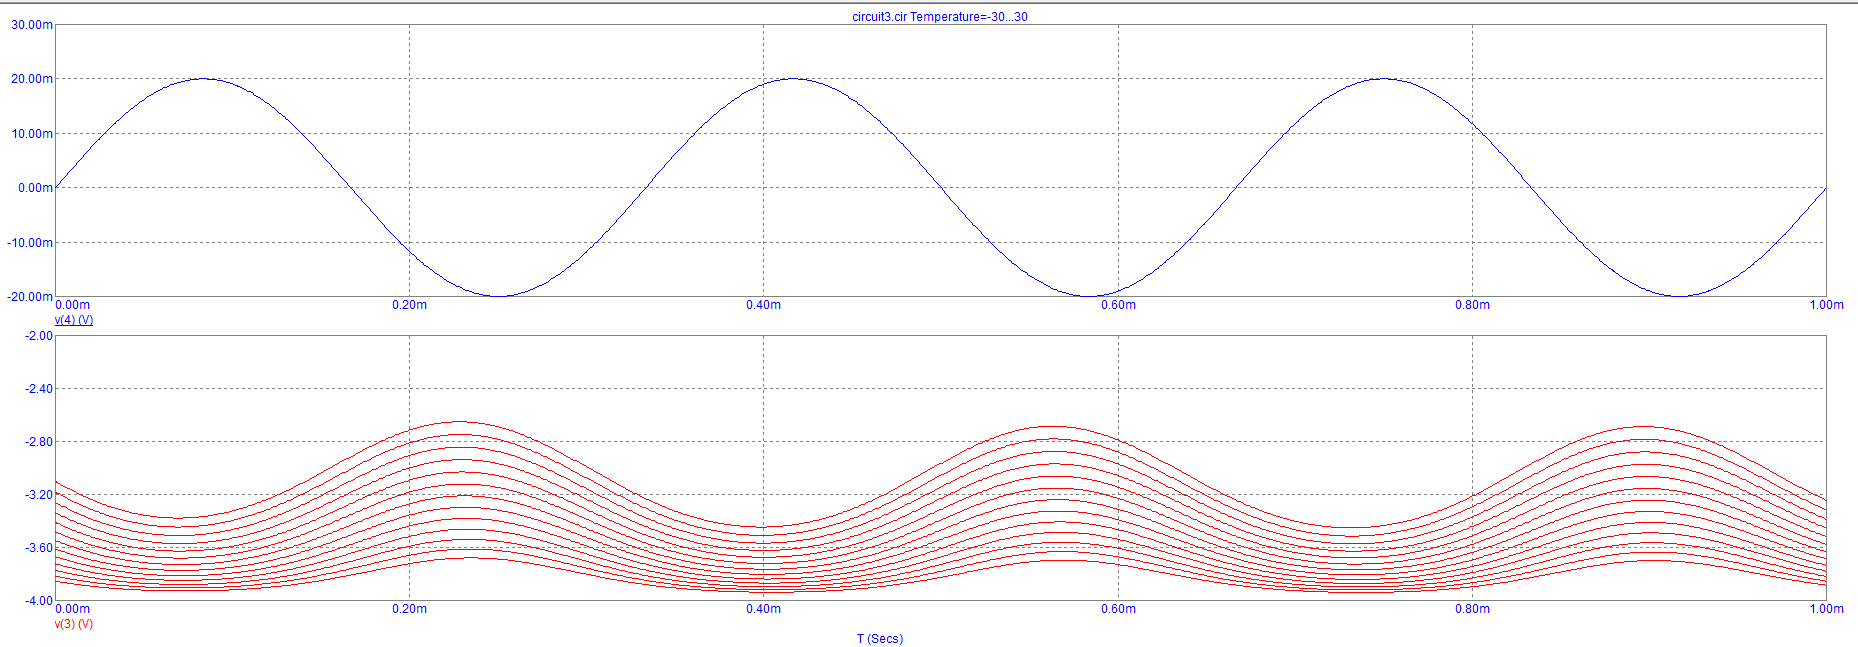 circuit3.cir Temperature=-30...30
30.00m
20.00m
10.00m
0.00m
-10.00m
-20.00m
0.00m 0.20m 0.40m 0.60m 0.80m 1.00m
v(4) (V)
-2.00
-2.40
-2.80
-3.20
-3.60
-4.00
0.00m 0.20m 0.40m 0.60m 0.80m 1.00m
v(3) (V)
T (Secs)